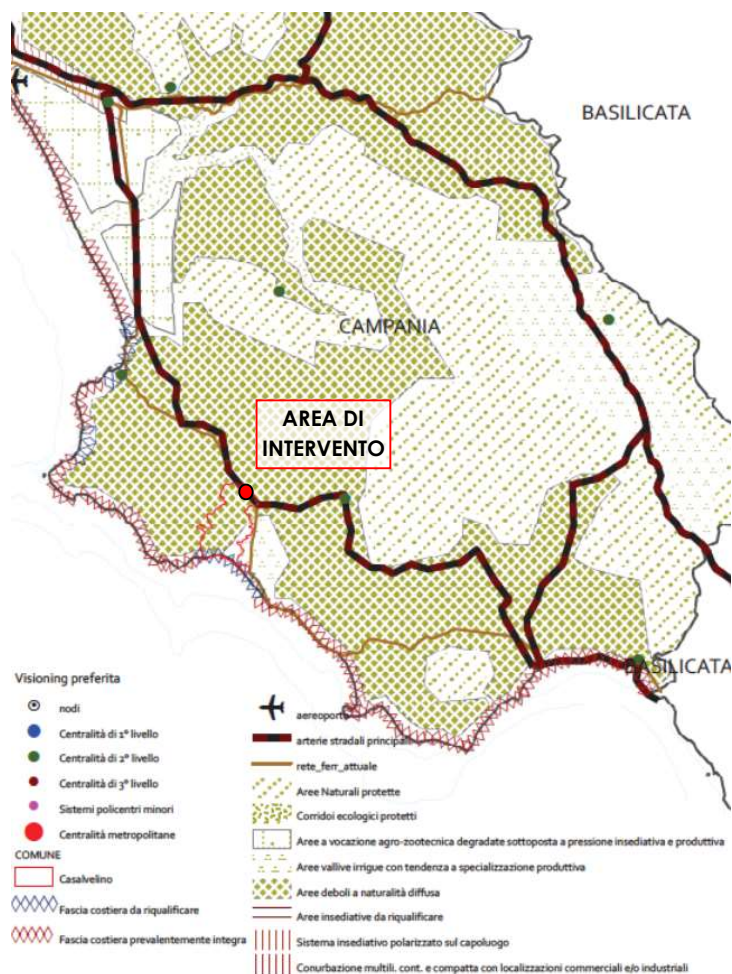 BASILICATA
CAMPANIA
AREA DI
INTERVENTO
BASILICATA
Visioning preferita
nodi
Centralità di 1° livello
Centralità di 2° livello
Centralità di 3° livello
Sistemi policentri minori
Centralità metropolitane
COMUNE
Casalvelino
Fascia costiera da riqualificare
Fascia costiera prevalentemente integra
aereoporto
arterie stradali principali
rete_ferr_attuale
Aree Naturali protette
Corridoi ecologici protetti
Aree a vocazione agro-zootecnica degradate sottoposta a pressione insediativa e produttiva
Aree vallive irrigue con tendenza a specializzazione produttiva
Aree deboli a naturalità diffusa
Aree insediative da riqualificare
Sistema insediativo polarizzato sul capoluogo
Conurbazione multili. cont. e compatta con localizzazioni commerciali e/o industriali